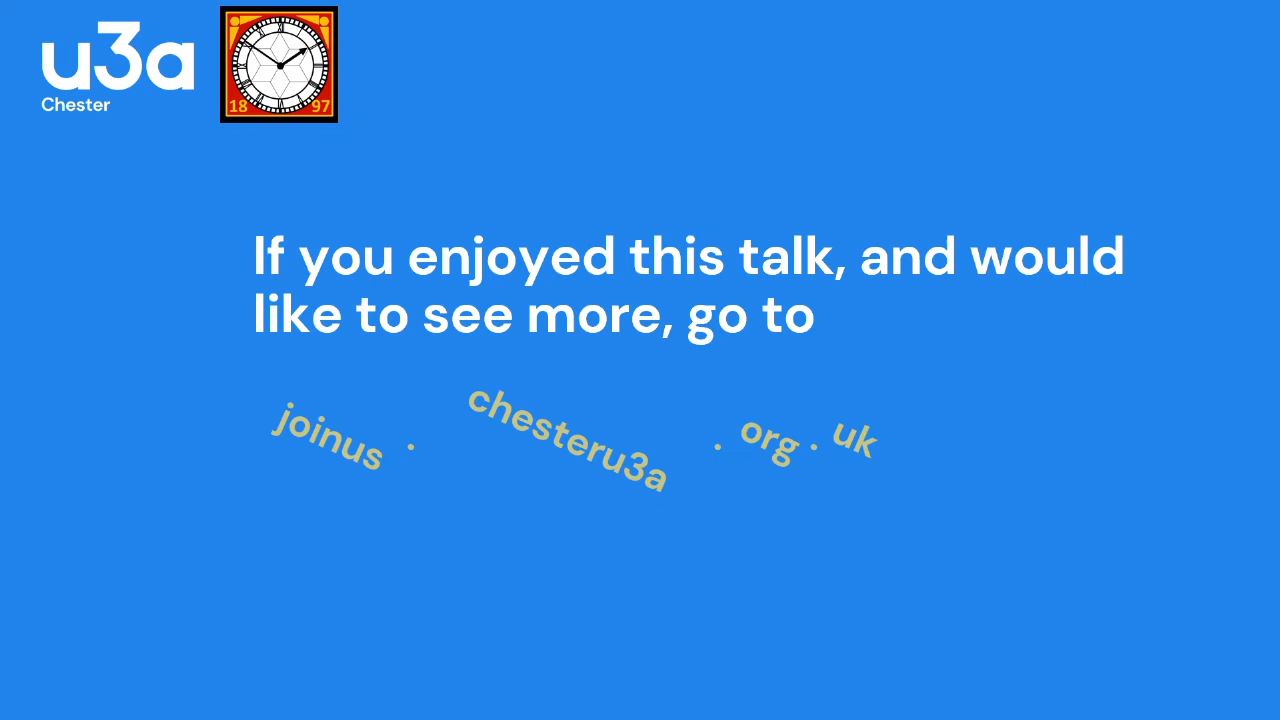 u3a
Chester
18 97
If you enjoyed this talk, and would
like to see more, go to
joinus . chesteru3a . org . uk